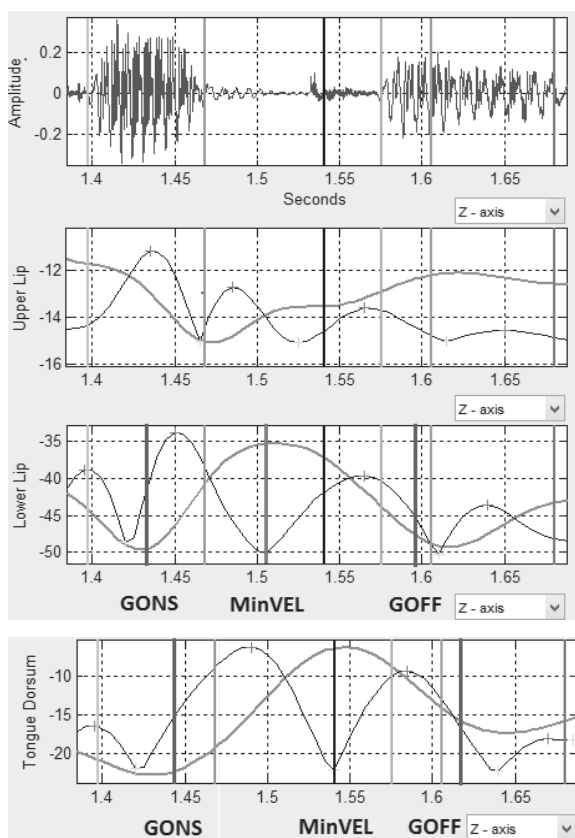 Amplitude
0.2
0
-0.2
1.4 1.45 1.5 1.55 1.6 1.65
Seconds
Z - axis
Upper Lip
-12
-14
-16
1.4 1.45 1.5 1.55 1.6 1.65
Z - axis
Lower Lip
-35
-40
-45
-50
1.4 1.45 1.5 1.55 1.6 1.65
GONS MinVEL GOFF Z - axis
Tongue Dorsum
-10
-15
-20
1.4 1.45 1.5 1.55 1.6 1.65
GONS MinVEL GOFF Z - axis